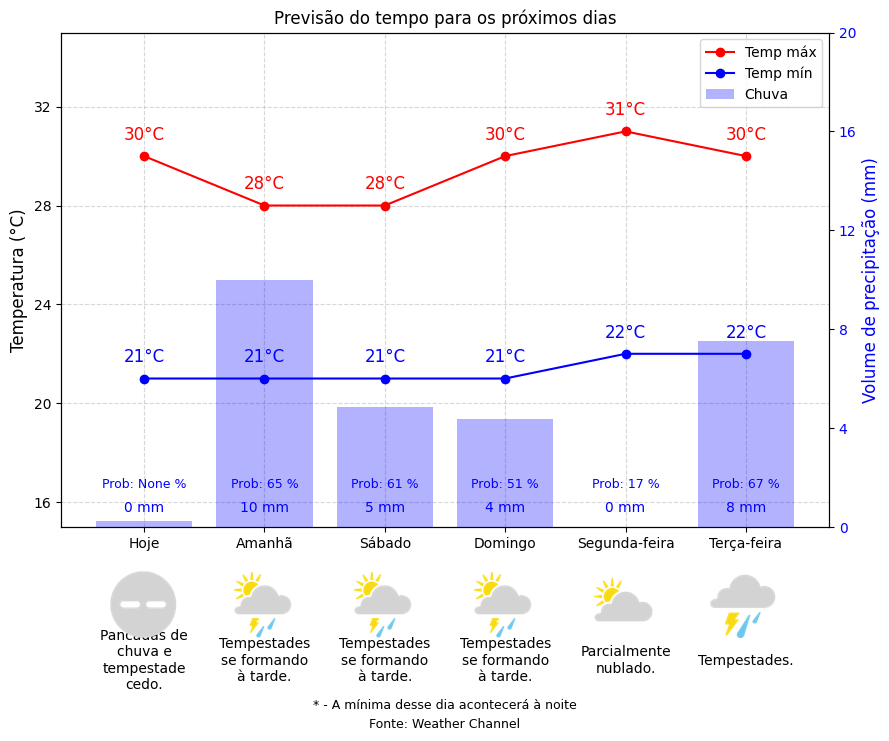 Previsão do tempo para os próximos dias
Temp máx
Temp mín
Chuva
Temperatura (°C)
32
28
24
20
16
Volume de precipitação (mm)
20
16
12
8
4
0
30°C
28°C
28°C
30°C
31°C
30°C
21°C
21°C
21°C
21°C
22°C
22°C
Prob: None %
Prob: 65 %
Prob: 61 %
Prob: 51 %
Prob: 17 %
Prob: 67 %
0 mm
10 mm
5 mm
4 mm
0 mm
8 mm
Hoje
Amanhã
Sábado
Domingo
Segunda-feira
Terça-feira
Pancadas de
chuva e
tempestade
cedo.
Tempestades
se formando
à tarde.
Tempestades
se formando
à tarde.
Tempestades
se formando
à tarde.
Parcialmente
nublado.
Tempestades.
* - A mínima desse dia acontecerá à noite
Fonte: Weather Channel